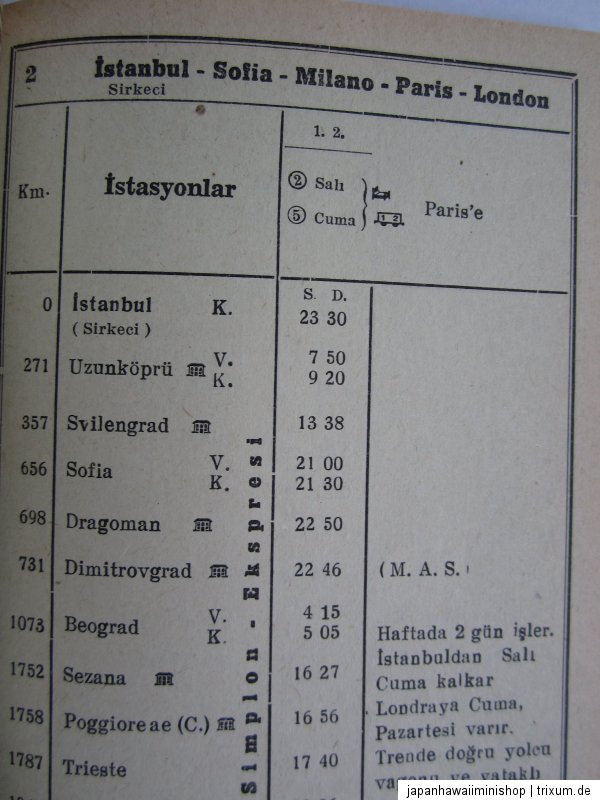 2 İstanbul - Sofia - Milano - Paris - London
Sirkeci
Km. İstasyonlar
1. 2.
② Salı
⑤ Cuma
Paris'e
S. D.
0 İstanbul K. 23 30
( Sirkeci )
271 Uzunköprü V. 7 50
K. 9 20
357 Svilengrad 13 38
656 Sofia V. 21 00
K. 21 30
698 Dragoman 22 50
731 Dimitrovgrad 22 46 ( M. A. S. )
1073 Beograd V. 4 15
K. 5 05 Haftada 2 gün işler.
İstanbuldan Salı
1752 Sezana 16 27 Cuma kalkar
Londraya Cuma,
1758 Poggioreae (C.) 16 56 Pazartesi varır.
1787 Trieste 17 40 Trende doğru yolcu
vagonu ve yataklı
Simplon - Ekspresi
japanhawaiiminishop | trixum.de